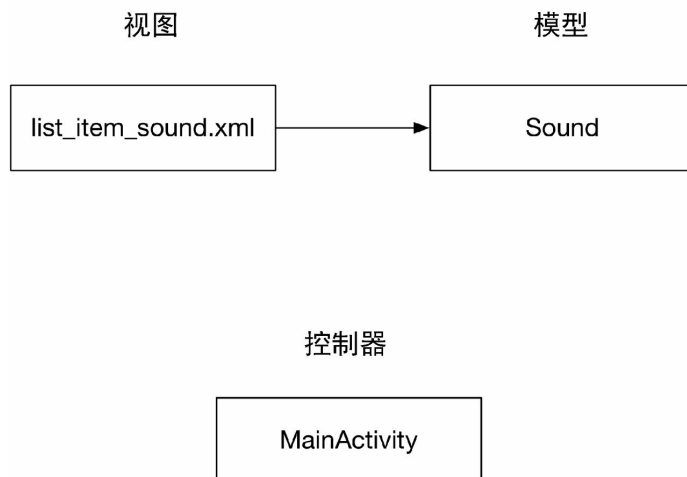 视图
模型
list_item_sound.xml
Sound
控制器
MainActivity